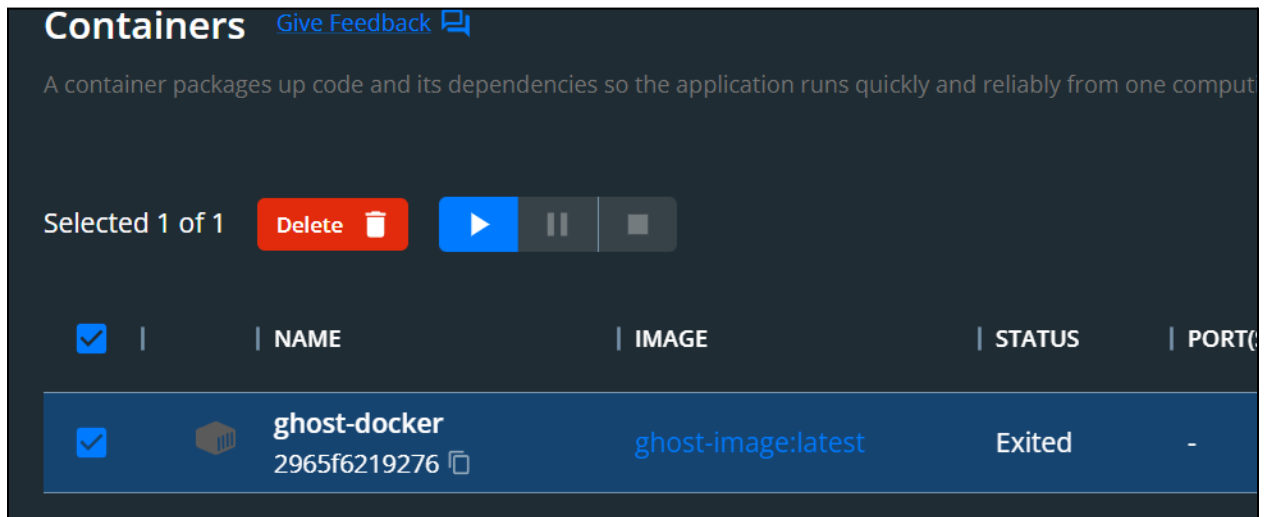 Containers Give Feedback
A container packages up code and its dependencies so the application runs quickly and reliably from one comput
Selected 1 of 1 Delete
NAME IMAGE STATUS PORT(
ghost-docker
2965f6219276 ghost-image:latest Exited -